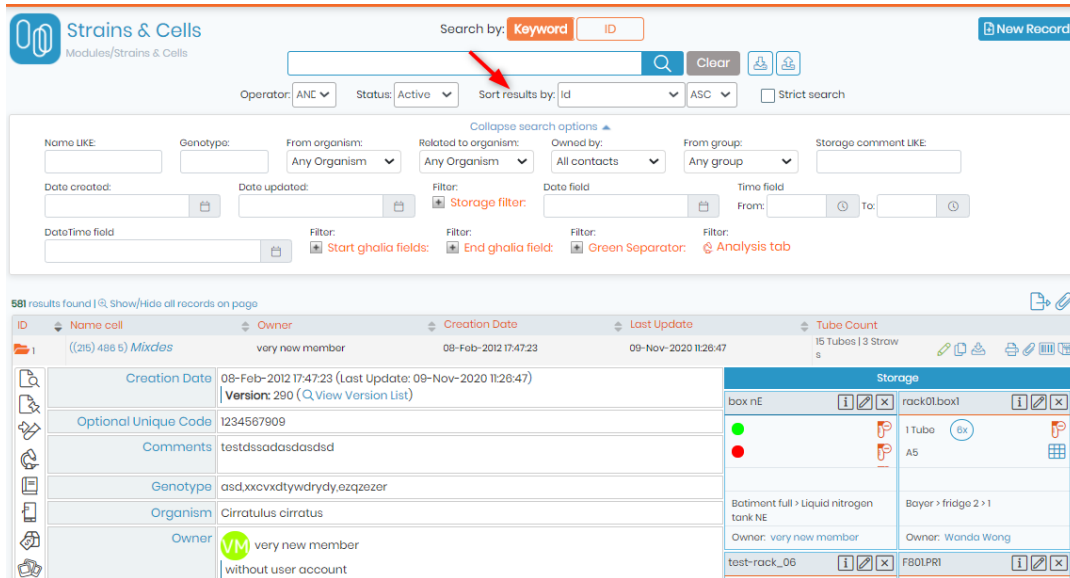 Strains & Cells
Modules/Strains & Cells
Search by: Keyword ID
New Record
Clear
Operator: AND Status: Active Sort results by: Id ASC Strict search
Collapse search options
Name LIKE: Genotype: From organism: Related to organism: Owned by: From group: Storage comment LIKE:
Any Organism Any Organism All contacts Any group
Date created: Date updated: Filter: Date field Time field
Storage filter: From: To:
DateTime field Filter: Filter: Filter: Filter:
Start ghalia fields: End ghalia field: Green Separator: Analysis tab
581 results found | Show/Hide all records on page
ID Name cell Owner Creation Date Last Update Tube Count
1 ((215) 486 5) Mixdes very new member 08-Feb-2012 17:47:23 09-Nov-2020 11:26:47 15 Tubes | 3 Straw
s
Creation Date 08-Feb-2012 17:47:23 (Last Update: 09-Nov-2020 11:26:47)
Version: 290 (View Version List)
Optional Unique Code 1234567909
Comments testdssadasdasdsd
Genotype asd,xxcvxdtywdrydy,ezqzezer
Organism Cirratulus cirratus
Owner VM very new member
without user account
Storage
box nE rack01.box1
1 Tube 6x
A5
Batiment full > Liquid nitrogen Bayer > fridge 2 > 1
tank NE
Owner: very new member Owner: Wanda Wong
test-rack_06 F801.PR1